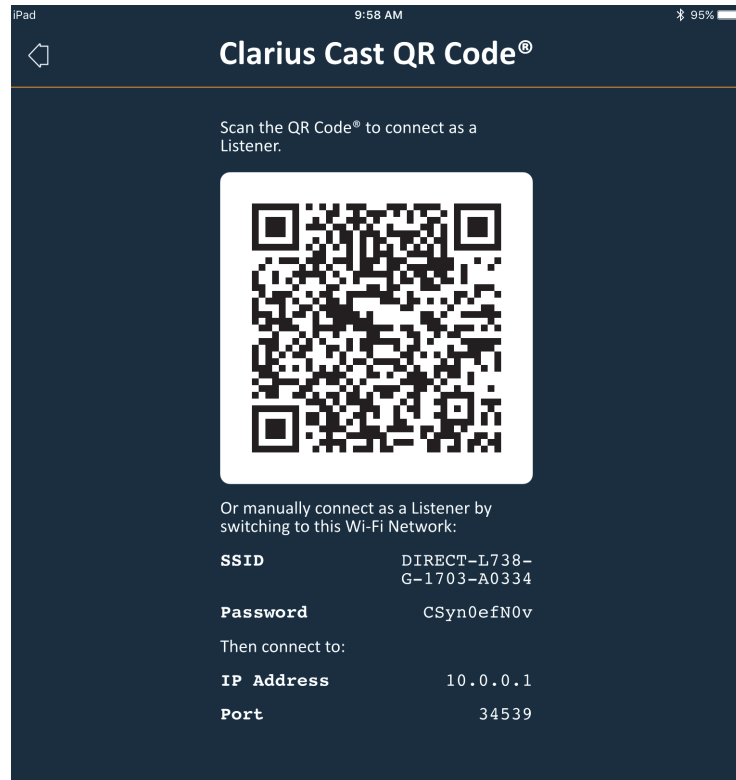 iPad 9:58 AM 95%
Clarius Cast QR Code®
Scan the QR Code® to connect as a
Listener.
Or manually connect as a Listener by
switching to this Wi-Fi Network:
SSID DIRECT-L738-
G-1703-A0334
Password CSyn0efN0v
Then connect to:
IP Address 10.0.0.1
Port 34539